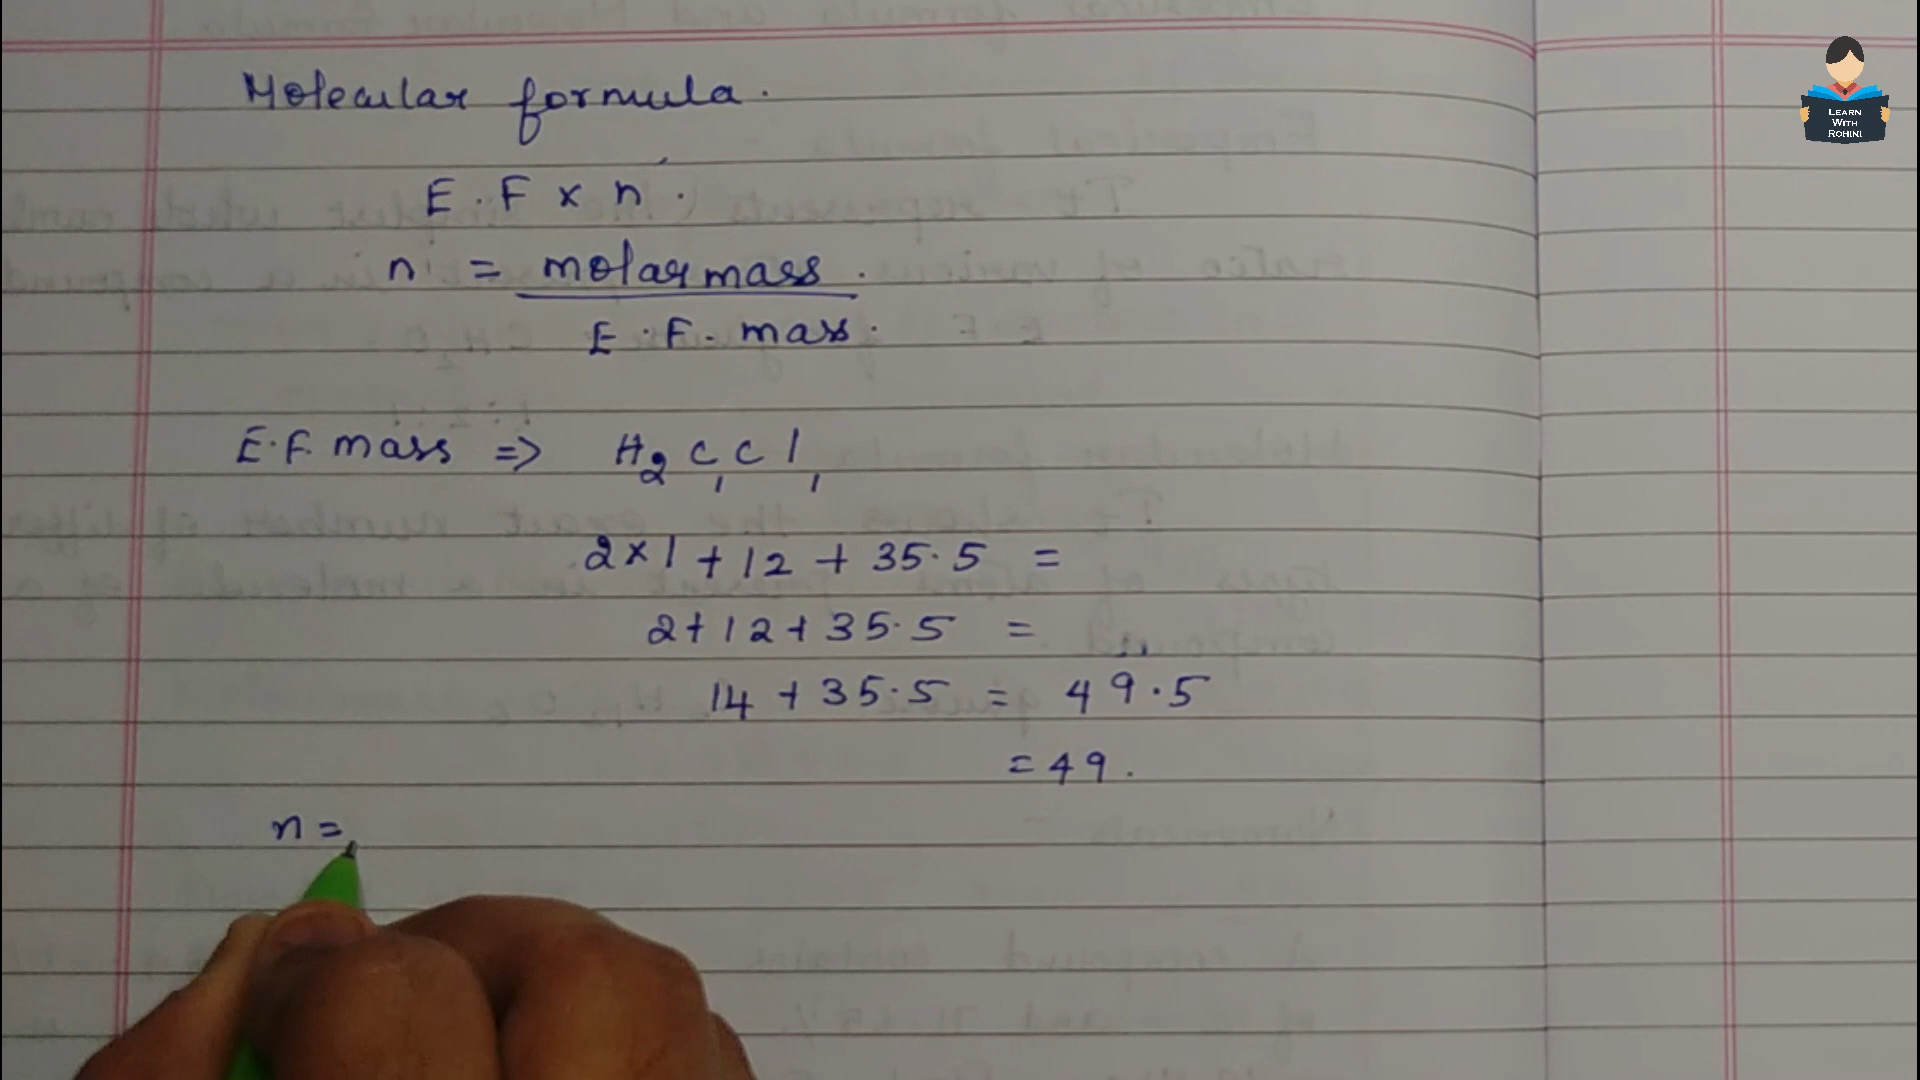 Molecular formula.
E.F x n.
n = molar mass.
E.F. mass.
E.F. mass => H2 C1 Cl1
2x1 + 12 + 35.5 =
2+12+35.5 =
14 + 35.5 = 49.5
= 49.
n =
LEARN
WITH
ROHINI